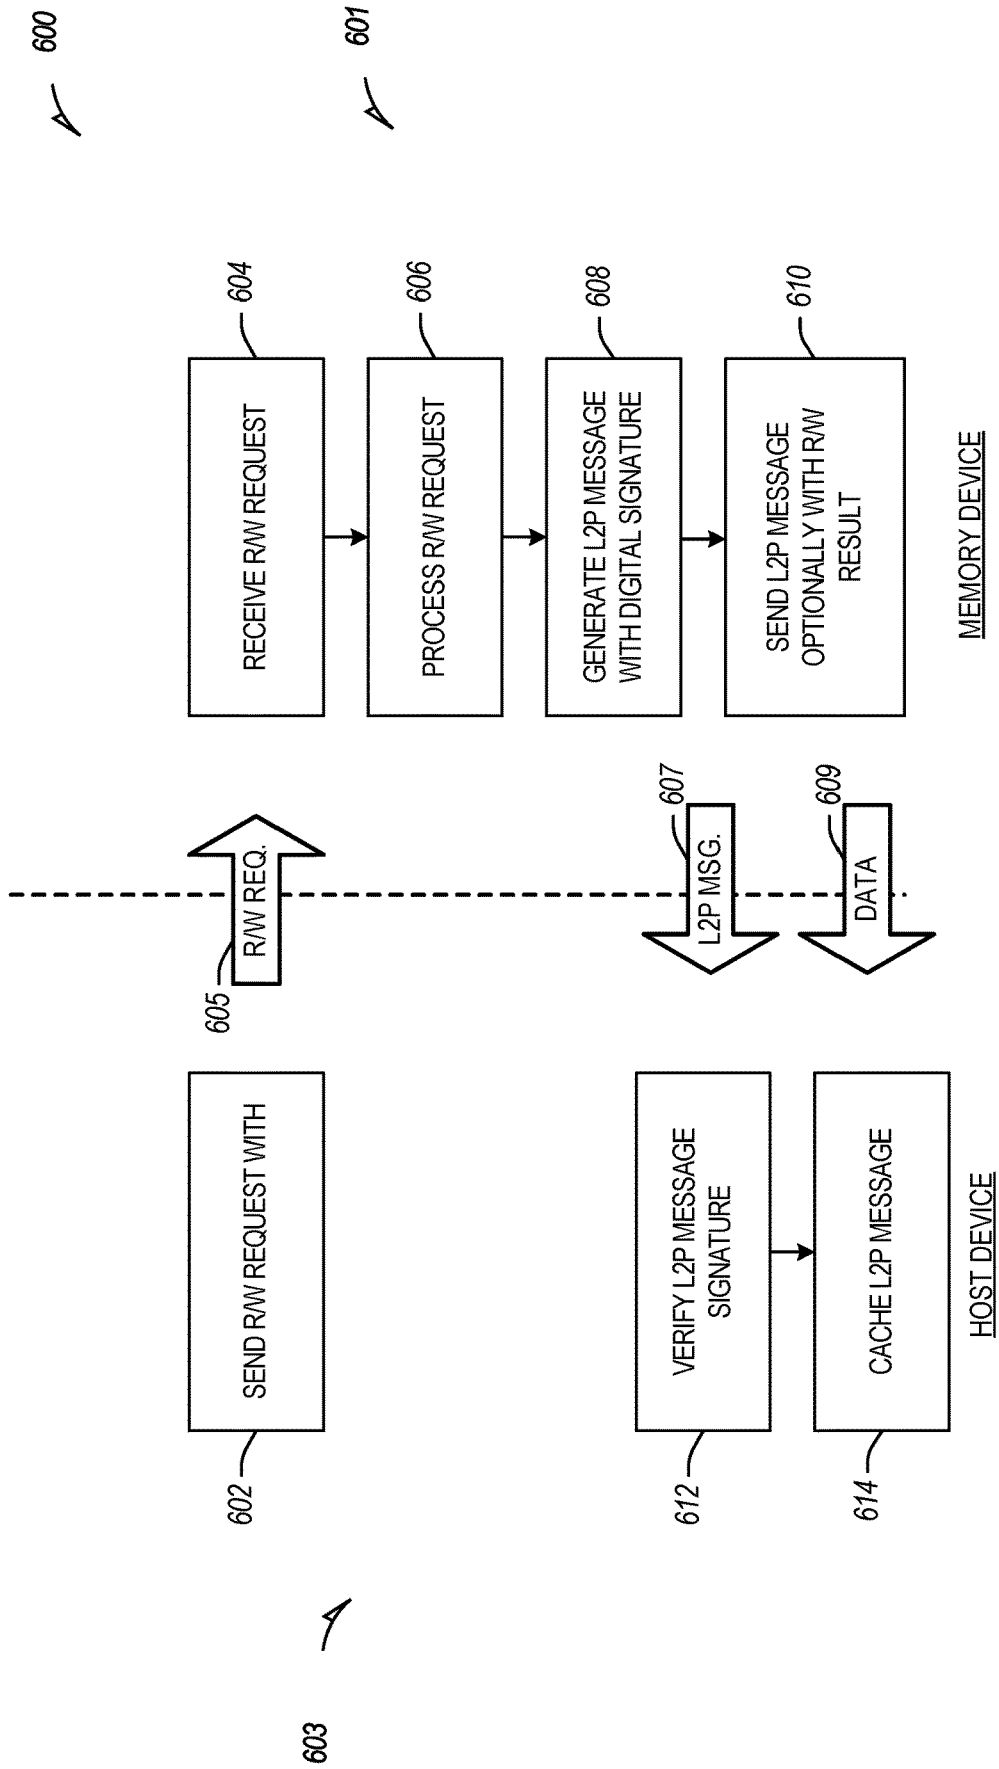 600
601
603
602
SEND R/W REQUEST WITH
605
R/W REQ.
604
RECEIVE R/W REQUEST
606
PROCESS R/W REQUEST
608
GENERATE L2P MESSAGE
WITH DIGITAL SIGNATURE
610
SEND L2P MESSAGE
OPTIONALLY WITH R/W
RESULT
607
L2P MSG.
609
DATA
612
VERIFY L2P MESSAGE
SIGNATURE
614
CACHE L2P MESSAGE
HOST DEVICE
MEMORY DEVICE